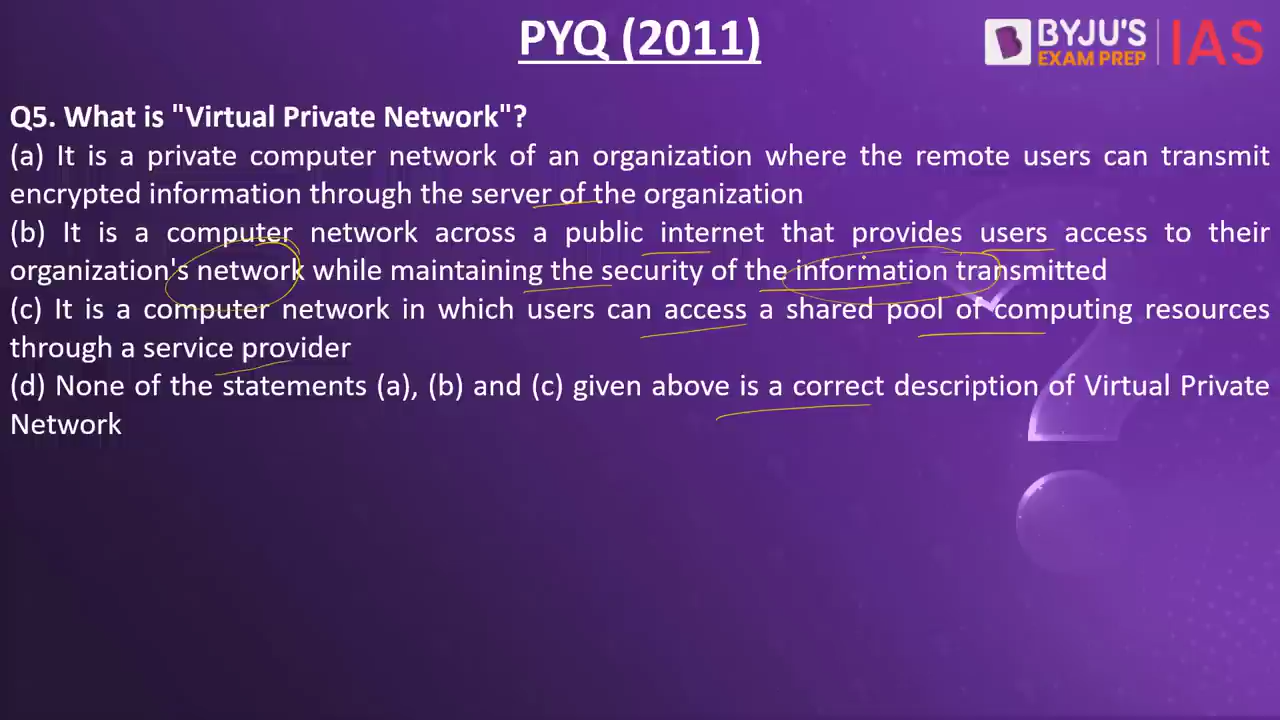 PYQ (2011)
BYJU'S
EXAM PREP
IAS
Q5. What is "Virtual Private Network"?
(a) It is a private computer network of an organization where the remote users can transmit
encrypted information through the server of the organization
(b) It is a computer network across a public internet that provides users access to their
organization's network while maintaining the security of the information transmitted
(c) It is a computer network in which users can access a shared pool of computing resources
through a service provider
(d) None of the statements (a), (b) and (c) given above is a correct description of Virtual Private
Network